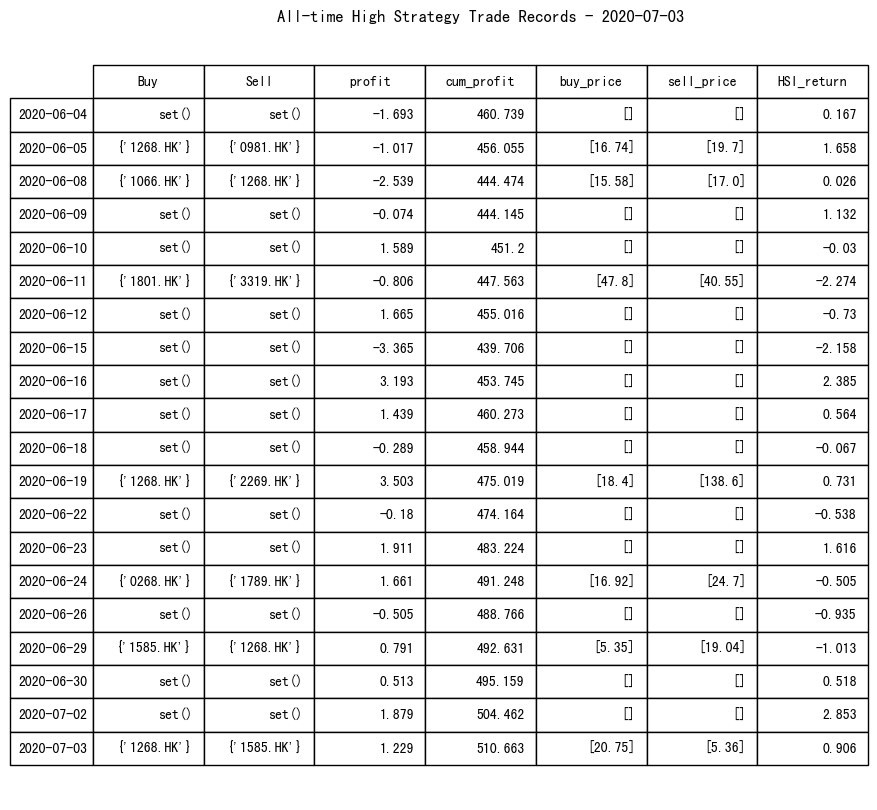 All-time High Strategy Trade Records - 2020-07-03
Buy Sell profit cum_profit buy_price sell_price HSI_return
2020-06-04 set() set() -1.693 460.739 [] [] 0.167
2020-06-05 {'1268.HK'} {'0981.HK'} -1.017 456.055 [16.74] [19.7] 1.658
2020-06-08 {'1066.HK'} {'1268.HK'} -2.539 444.474 [15.58] [17.0] 0.026
2020-06-09 set() set() -0.074 444.145 [] [] 1.132
2020-06-10 set() set() 1.589 451.2 [] [] -0.03
2020-06-11 {'1801.HK'} {'3319.HK'} -0.806 447.563 [47.8] [40.55] -2.274
2020-06-12 set() set() 1.665 455.016 [] [] -0.73
2020-06-15 set() set() -3.365 439.706 [] [] -2.158
2020-06-16 set() set() 3.193 453.745 [] [] 2.385
2020-06-17 set() set() 1.439 460.273 [] [] 0.564
2020-06-18 set() set() -0.289 458.944 [] [] -0.067
2020-06-19 {'1268.HK'} {'2269.HK'} 3.503 475.019 [18.4] [138.6] 0.731
2020-06-22 set() set() -0.18 474.164 [] [] -0.538
2020-06-23 set() set() 1.911 483.224 [] [] 1.616
2020-06-24 {'0268.HK'} {'1789.HK'} 1.661 491.248 [16.92] [24.7] -0.505
2020-06-26 set() set() -0.505 488.766 [] [] -0.935
2020-06-29 {'1585.HK'} {'1268.HK'} 0.791 492.631 [5.35] [19.04] -1.013
2020-06-30 set() set() 0.513 495.159 [] [] 0.518
2020-07-02 set() set() 1.879 504.462 [] [] 2.853
2020-07-03 {'1268.HK'} {'1585.HK'} 1.229 510.663 [20.75] [5.36] 0.906